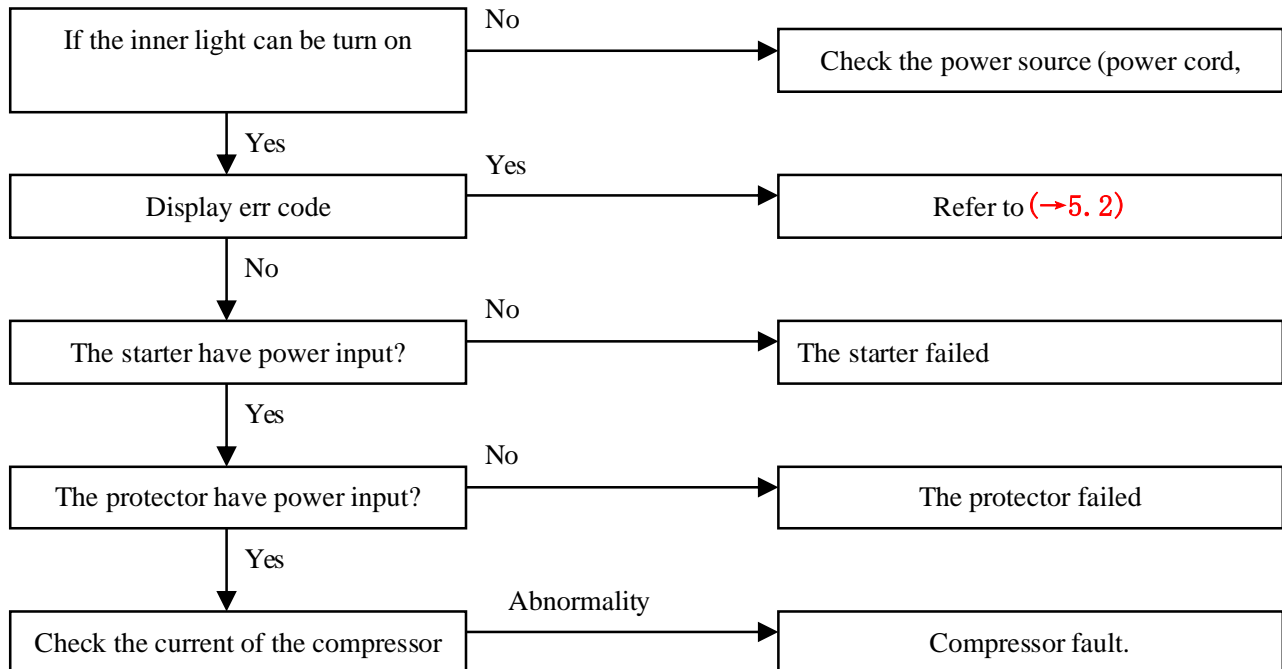 If the inner light can be turn on
No
Check the power source (power cord,
Yes
Display err code
Yes
Refer to (→5.2)
No
The starter have power input?
No
The starter failed
Yes
The protector have power input?
No
The protector failed
Yes
Check the current of the compressor
Abnormality
Compressor fault.